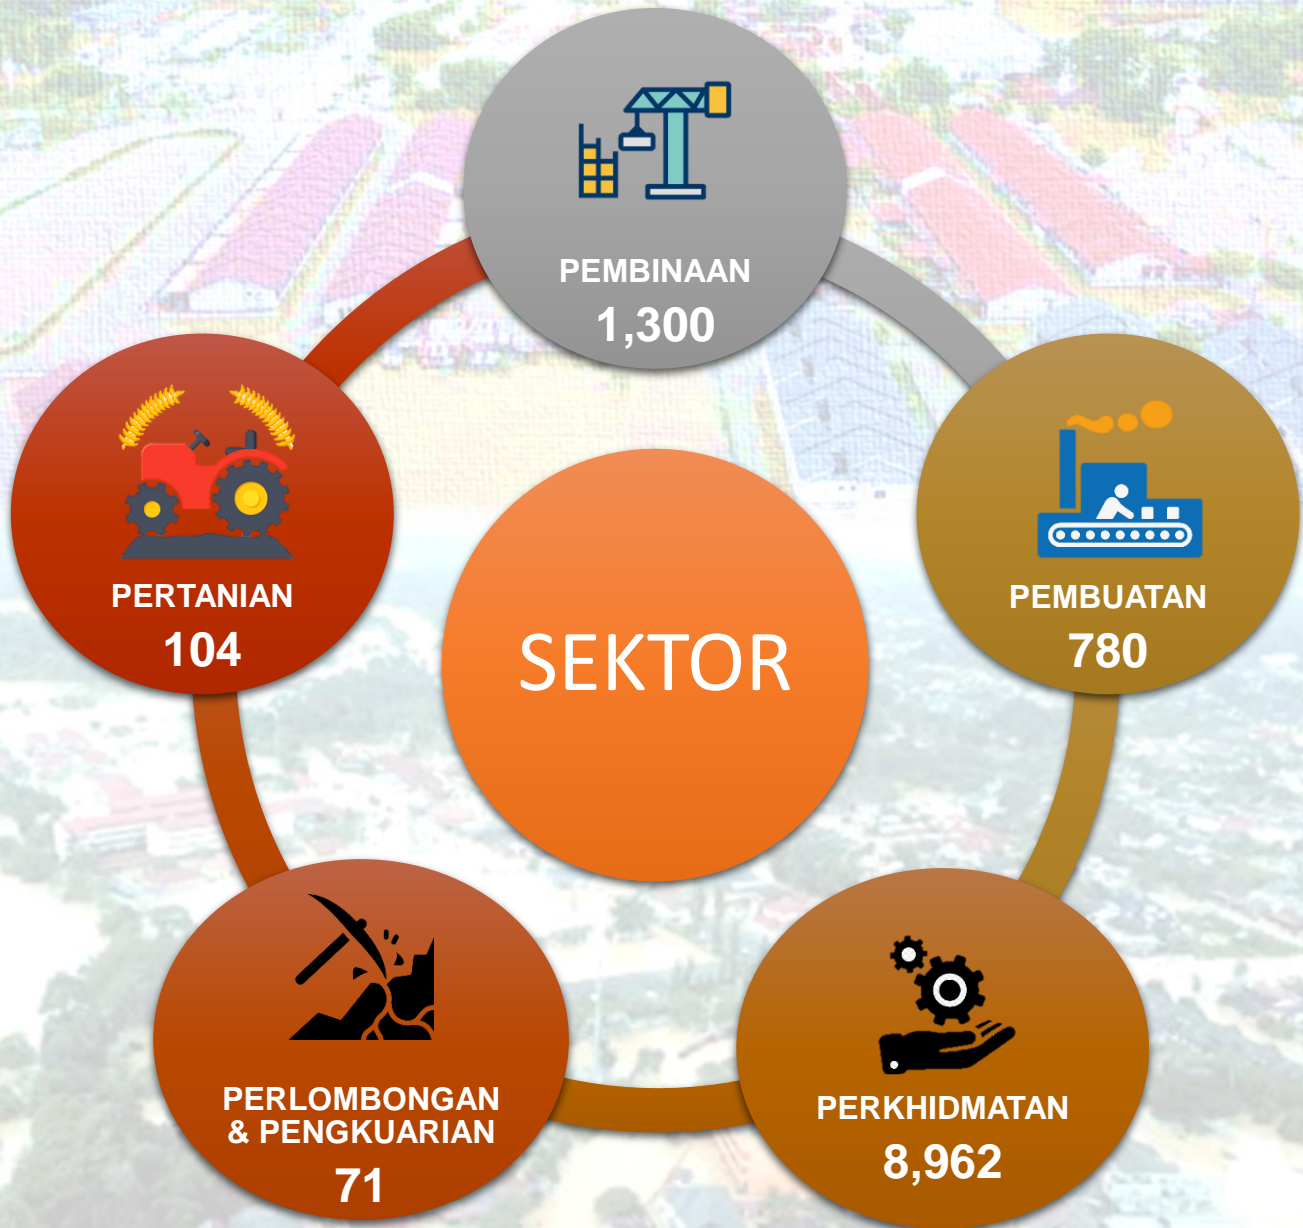 PEMBINAAN
1,300
PERTANIAN
104
PEMBUATAN
780
SEKTOR
PERLOMBONGAN
& PENGKUARIAN
71
PERKHIDMATAN
8,962